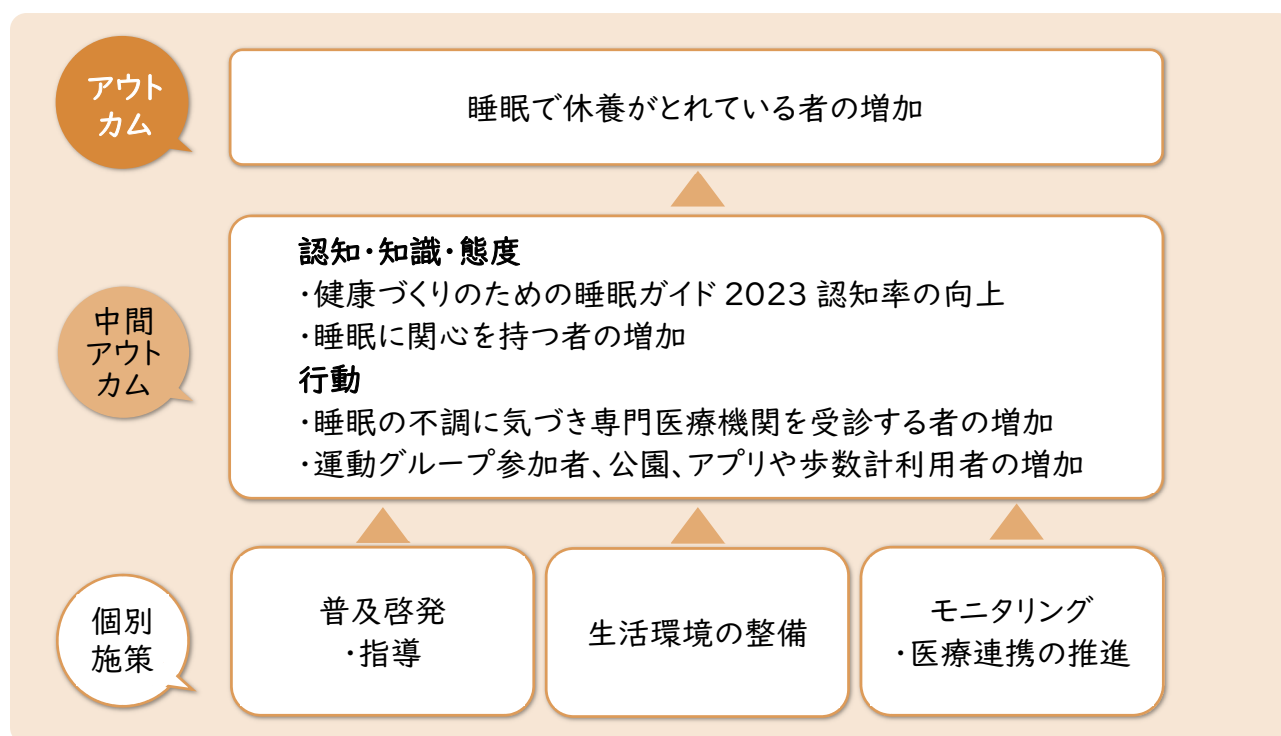 アウト
カム
睡眠で休養がとれている者の増加
中間
アウト
カム
認知・知識・態度
・健康づくりのための睡眠ガイド 2023 認知率の向上
・睡眠に関心を持つ者の増加
行動
・睡眠の不調に気づき専門医療機関を受診する者の増加
・運動グループ参加者、公園、アプリや歩数計利用者の増加
個別
施策
普及啓発
・指導
生活環境の整備
モニタリング
・医療連携の推進